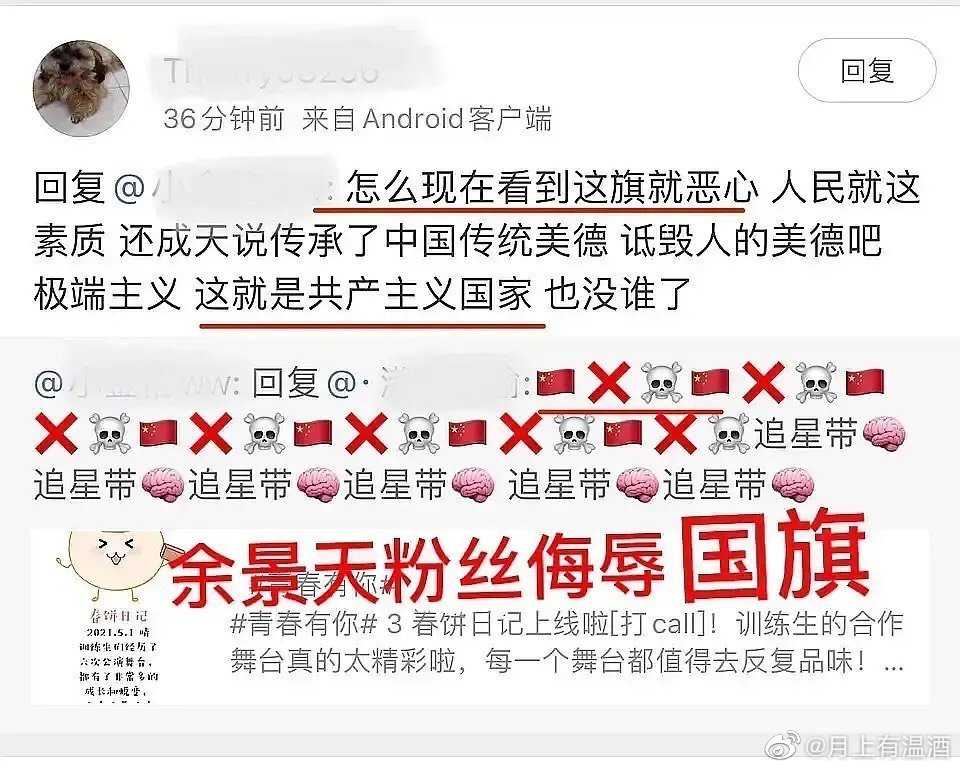 回复
36分钟前 来自Android客户端
回复@小 : 怎么现在看到这旗就恶心 人民就这
素质 还成天说传承了中国传统美德 诋毁人的美德吧
极端主义 这就是共产主义国家 也没谁了
@ : 回复@ :🇨🇳❌☠️🇨🇳❌☠️🇨🇳
❌☠️🇨🇳❌☠️🇨🇳❌☠️🇨🇳❌☠️🇨🇳❌☠️追星带🧠
追星带🧠追星带🧠追星带🧠 追星带🧠追星带🧠
余景天粉丝侮辱国旗
#青春有你#
#青春有你# 3 春饼日记上线啦[打call]！训练生的合作
舞台真的太精彩啦，每一个舞台都值得去反复品味！...
春饼日记
2021.5.1 晴
训练生们经历了
六次公演舞台，
都有了非常多的
成长和蜕变，
@月上有温酒